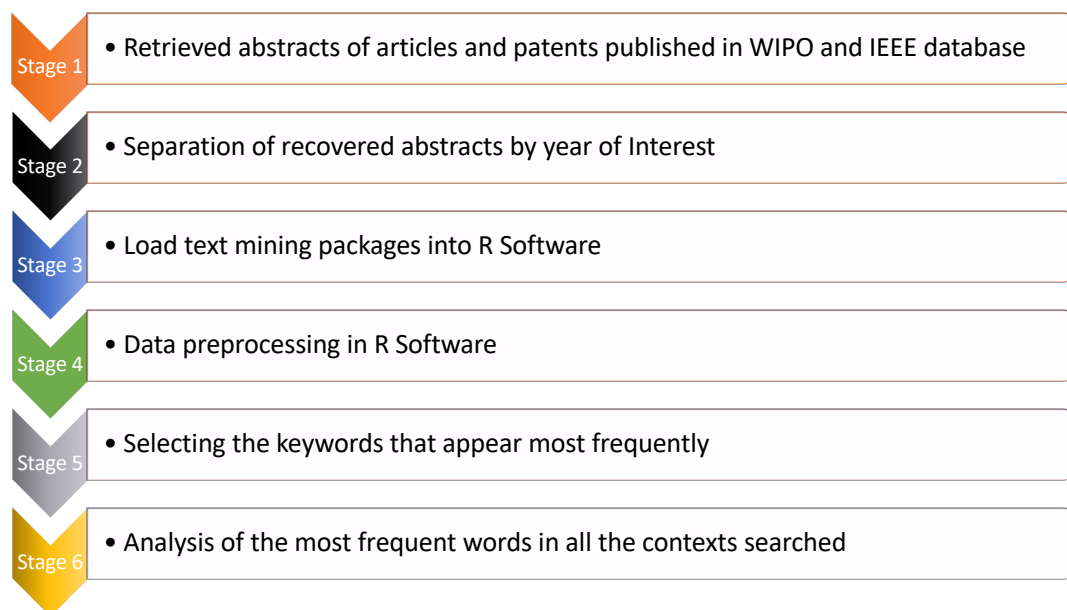 Stage 1
• Retrieved abstracts of articles and patents published in WIPO and IEEE database
Stage 2
• Separation of recovered abstracts by year of Interest
Stage 3
• Load text mining packages into R Software
Stage 4
• Data preprocessing in R Software
Stage 5
• Selecting the keywords that appear most frequently
Stage 6
• Analysis of the most frequent words in all the contexts searched